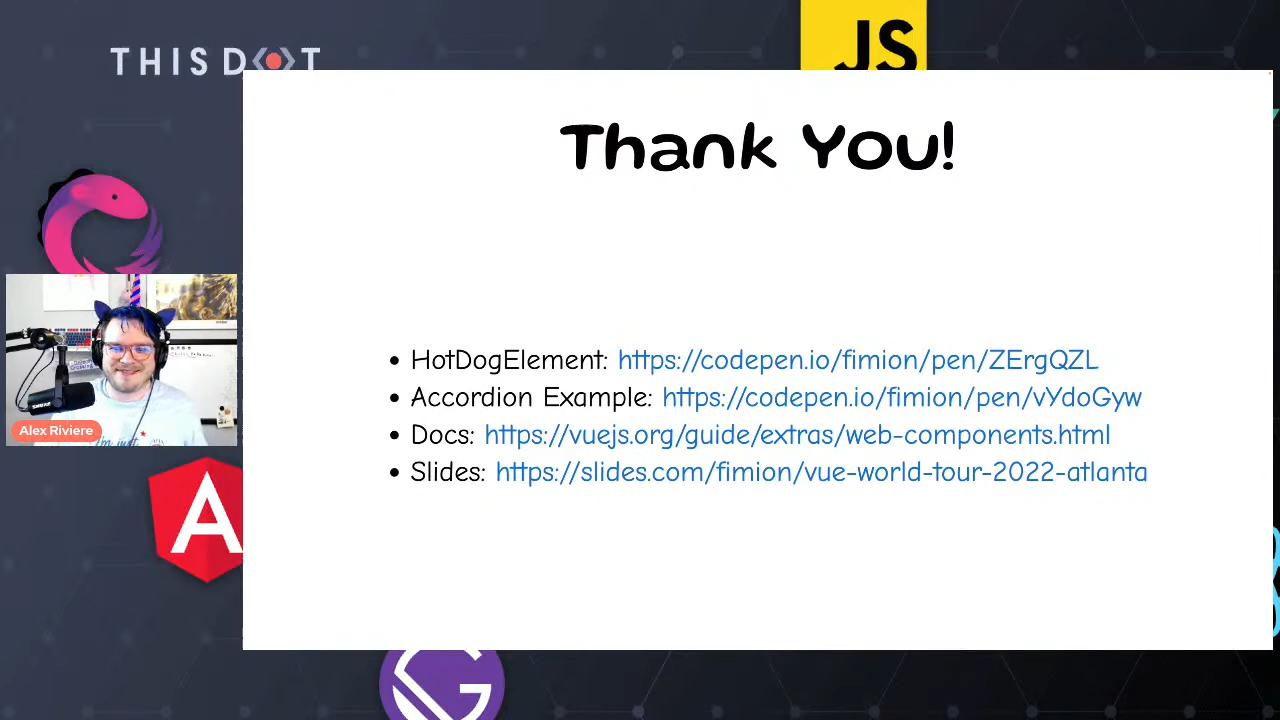 THIS DOT
JS
Thank You!
• HotDogElement: https://codepen.io/fimion/pen/ZErgQZL
• Accordion Example: https://codepen.io/fimion/pen/vYdoGyw
• Docs: https://vuejs.org/guide/extras/web-components.html
• Slides: https://slides.com/fimion/vue-world-tour-2022-atlanta
SHURE
Alex Riviere
I'm just
A
G